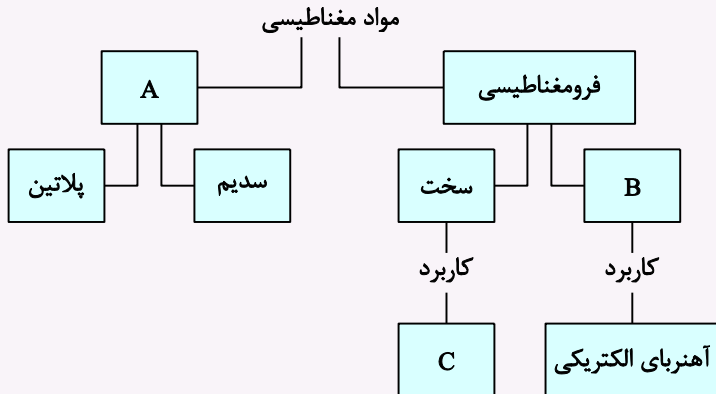 مواد مغناطیسی
فرومغناطیسی
A
B
سخت
سدیم
پلاتین
کاربرد
کاربرد
آهنربای الکتریکی
C